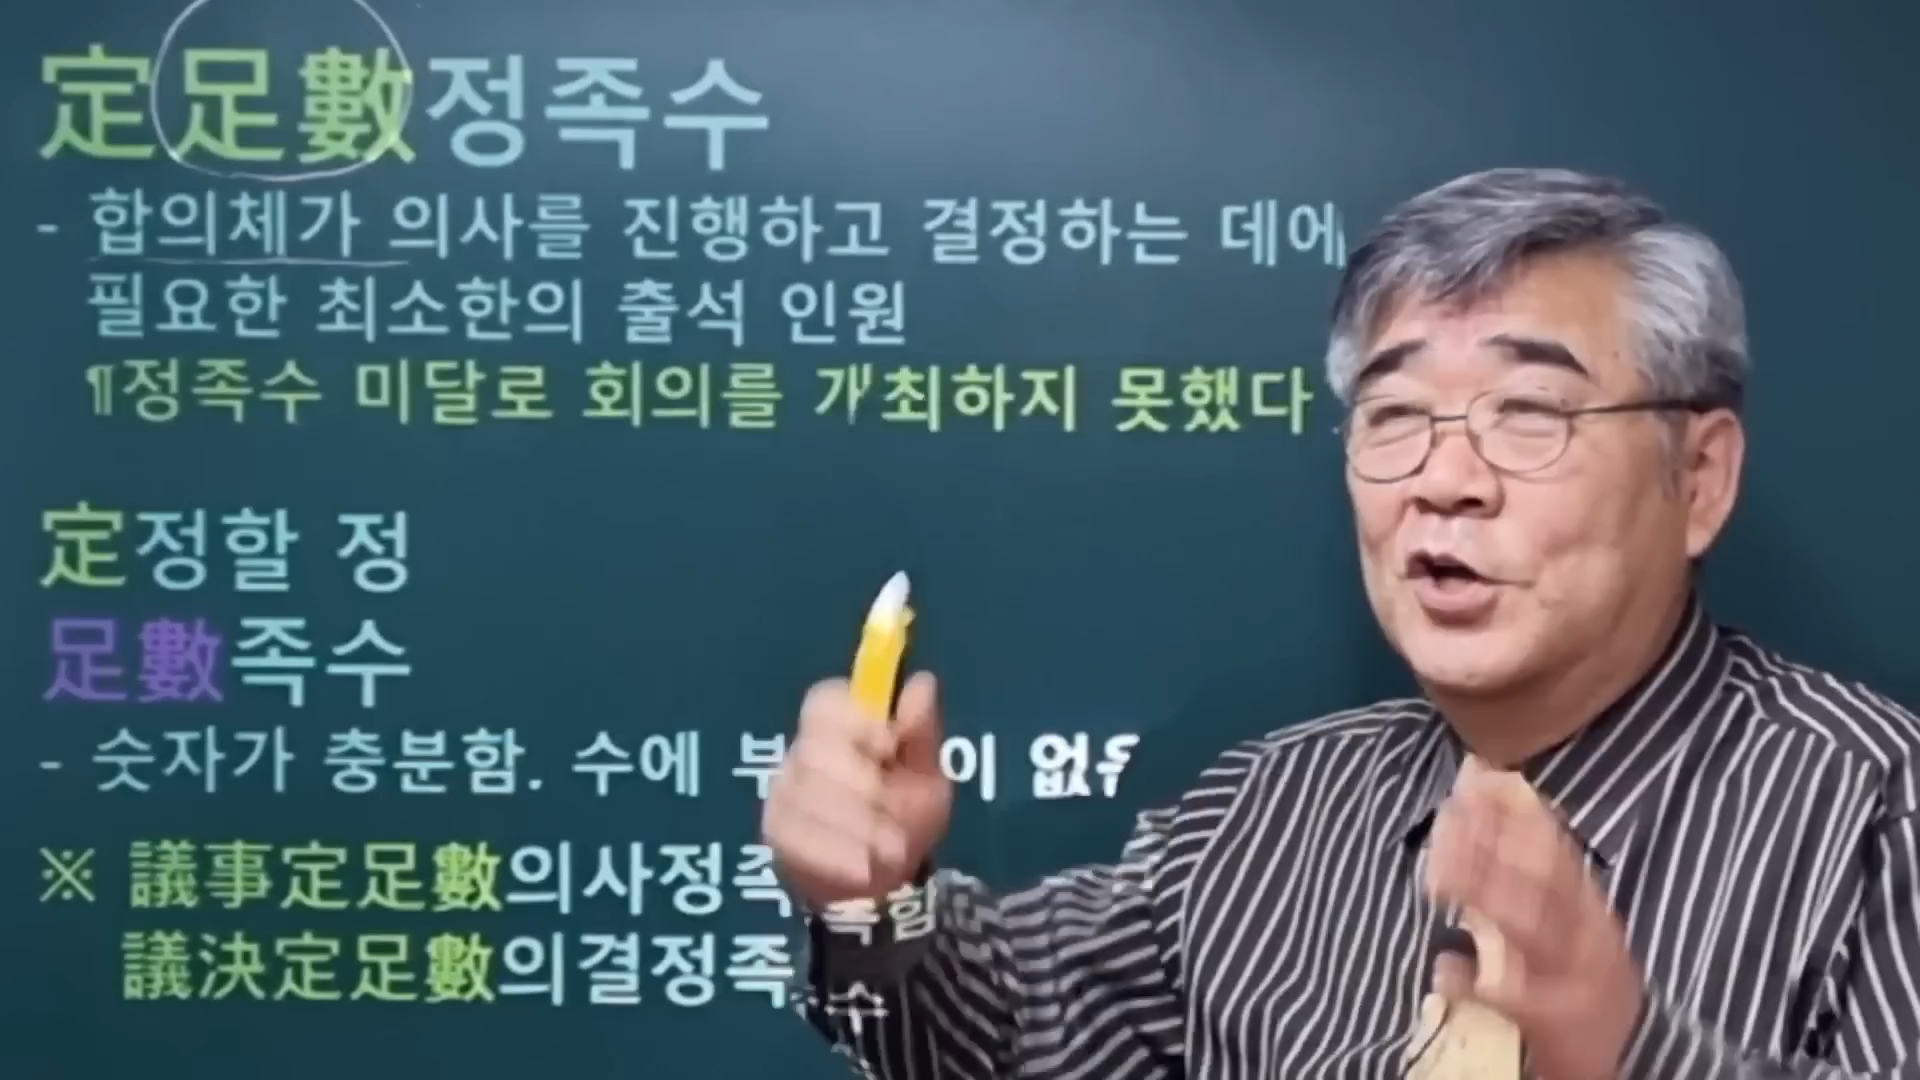 定足數정족수
- 합의체가 의사를 진행하고 결정하는 데에
필요한 최소한의 출석 인원
¶정족수 미달로 회의를 개최하지 못했다
定정할 정
足數족수
- 숫자가 충분함. 수에
※ 議事定足數의사정족
議決定足數의결정족수